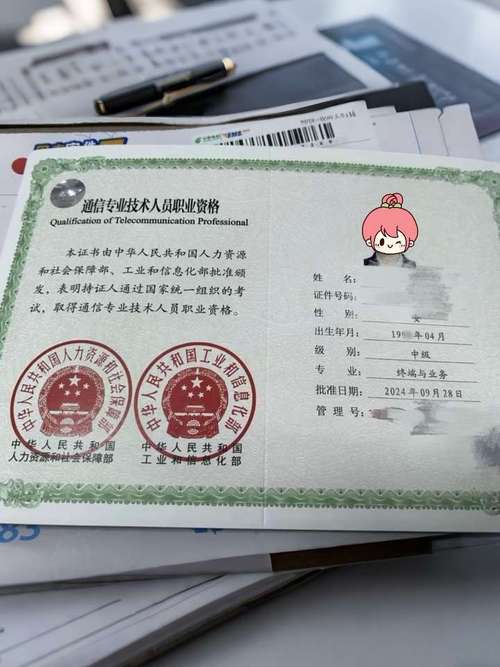 通信专业技术人员职业资格
Qualification of Telecommunication Professional
本证书由中华人民共和国人力资源
和社会保障部、工业和信息化部批准颁
发，表明持证人通过国家统一组织的考
试，取得通信专业技术人员职业资格。
中华人民共和国人力资源和社会保障部
中华人民共和国工业和信息化部
中华人民共和国
人力资源和社会保障部
中华人民共和国
工业和信息化部
姓名：
证件号码：
性别：女
出生年月：19 年04月
级别：中级
专业：终端与业务
批准日期：2024年09月28日
管理号：